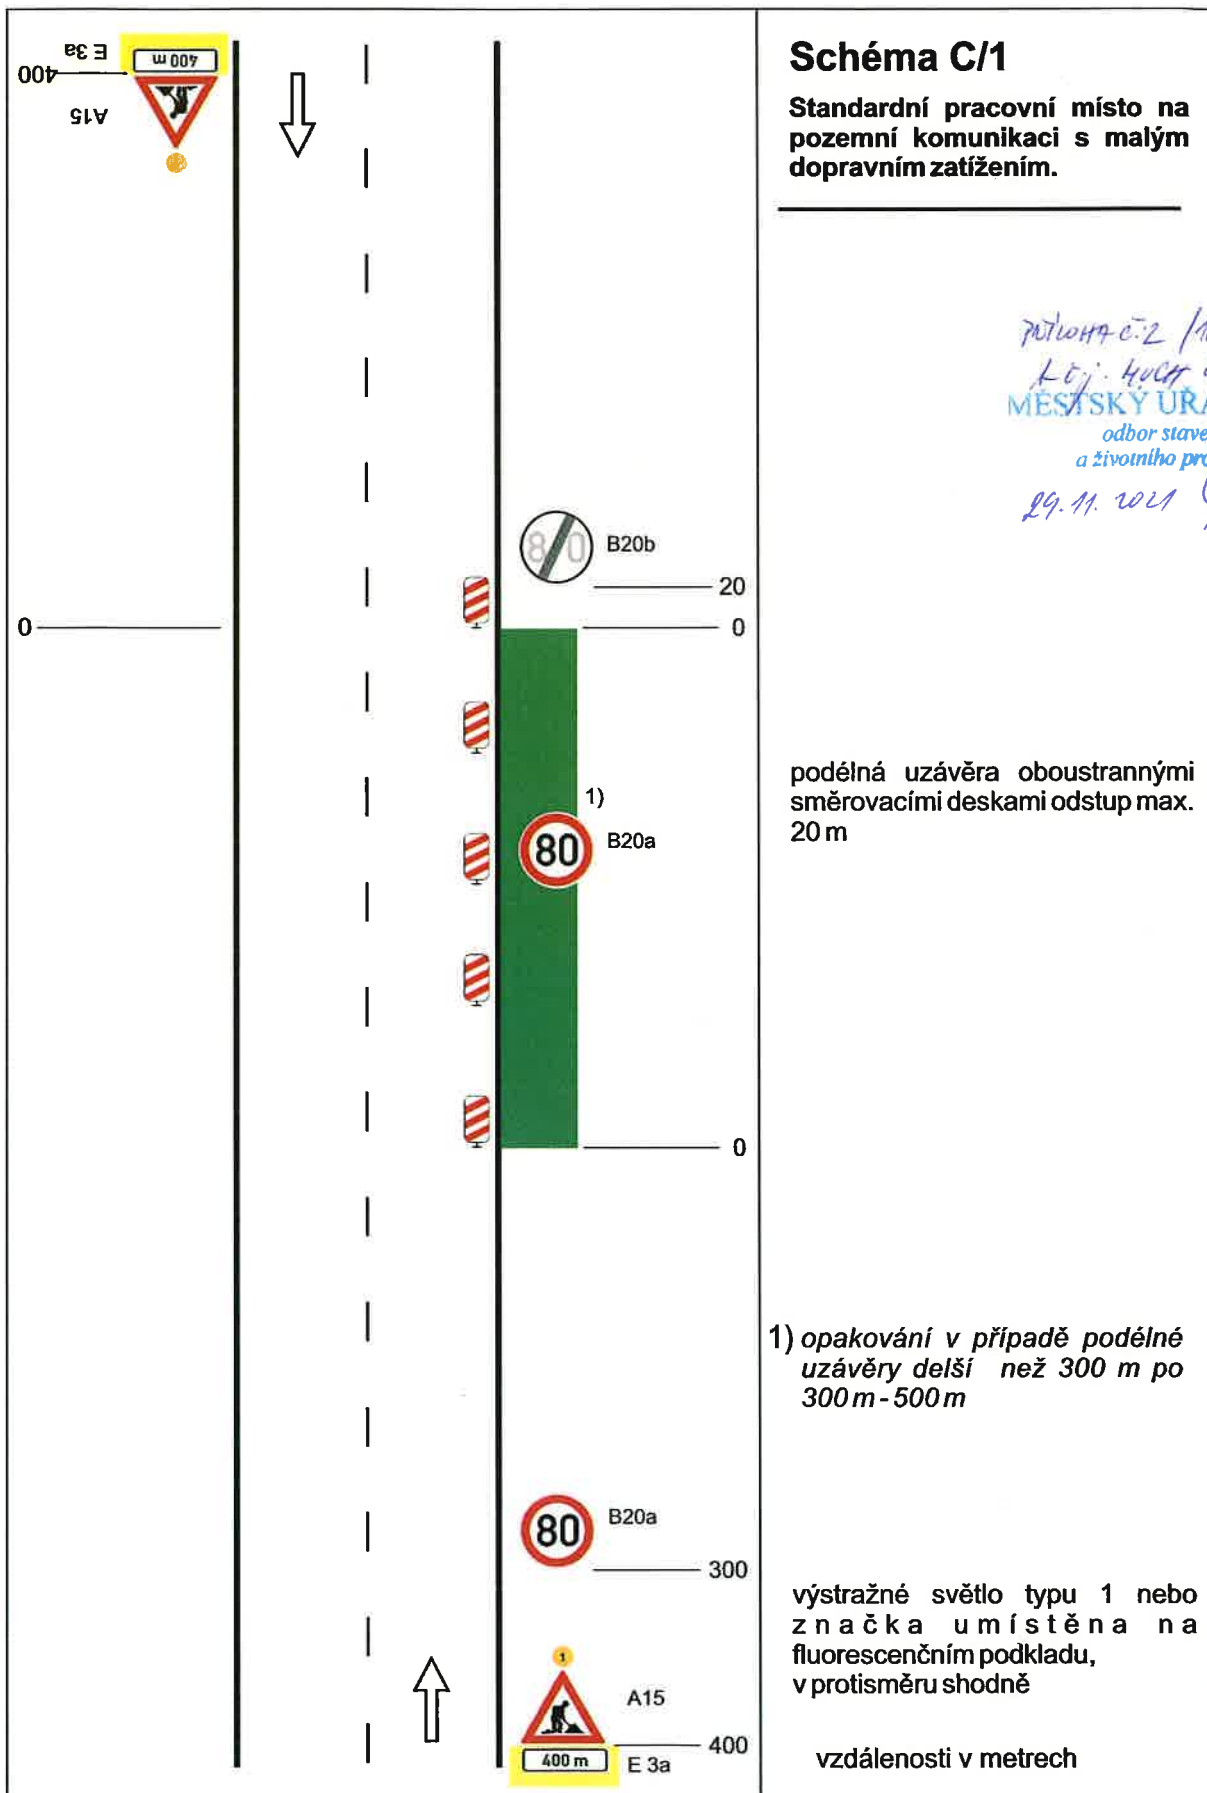 E 3a
400 m
400
A15
Schéma C/1
Standardní pracovní místo na
pozemní komunikaci s malým
dopravním zatížením.
MĚSTSKÝ
odbor
a životního
29. 11. 2021
80
B20b
20
0
0
podélná uzávěra oboustrannými
směrovacími deskami odstup max.
20 m
1)
80
B20a
0
1) opakování v případě podélné
uzávěry delší než 300 m po
300 m - 500 m
80
B20a
300
výstražné světlo typu 1 nebo
značka umístěna na
fluorescenčním podkladu,
v protisměru shodně
1
A15
400
400 m
E 3a
vzdálenosti v metrech